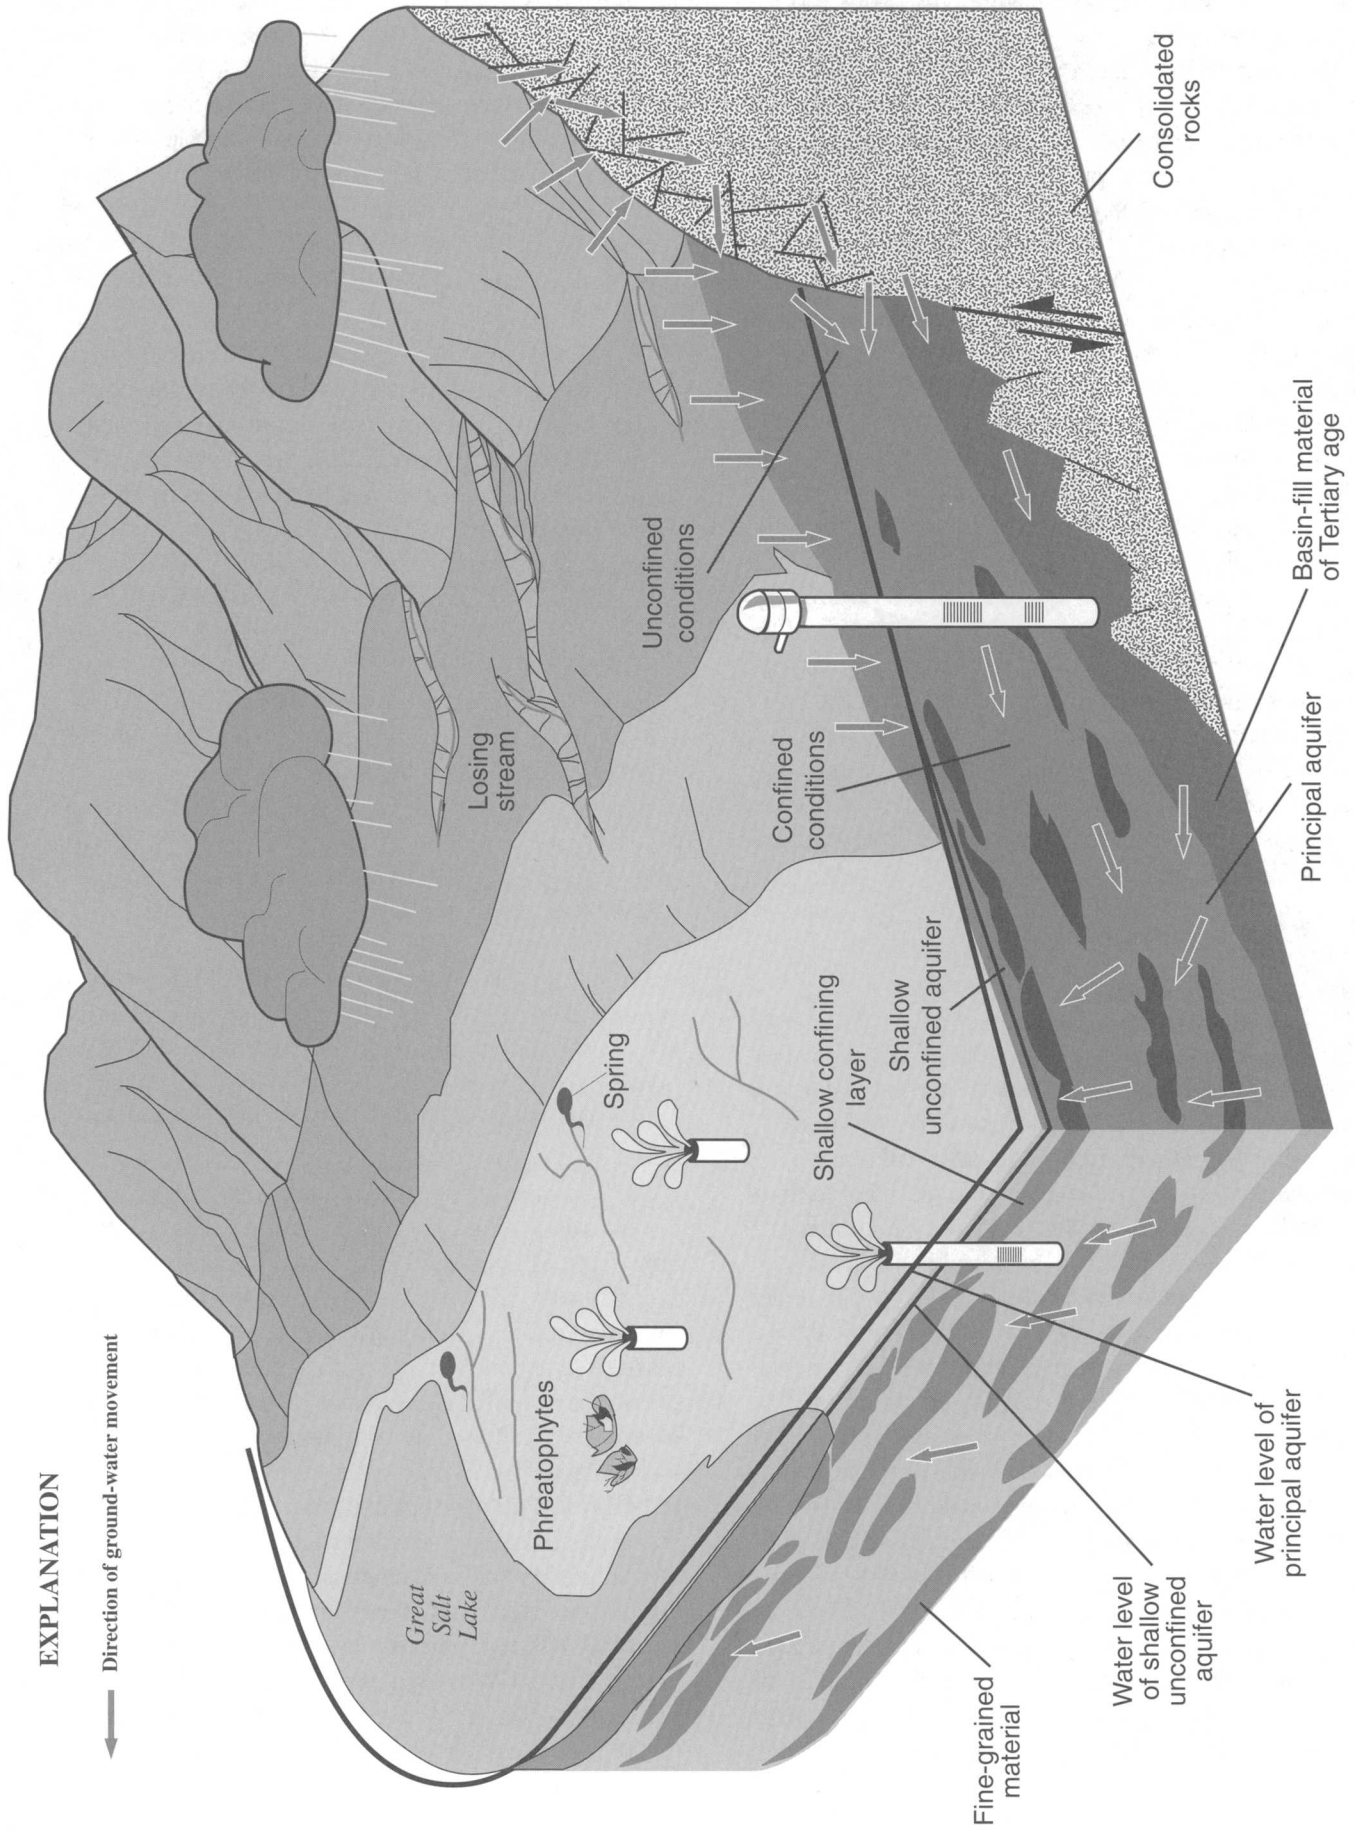 EXPLANATION
Direction of ground-water movement
Great
Salt
Lake
Phreatophytes
Spring
Losing
stream
Unconfined
conditions
Confined
conditions
Shallow confining
layer
Shallow
unconfined aquifer
Consolidated
rocks
Basin-fill material
of Tertiary age
Principal aquifer
Water level of
principal aquifer
Water level
of shallow
unconfined
aquifer
Fine-grained
material